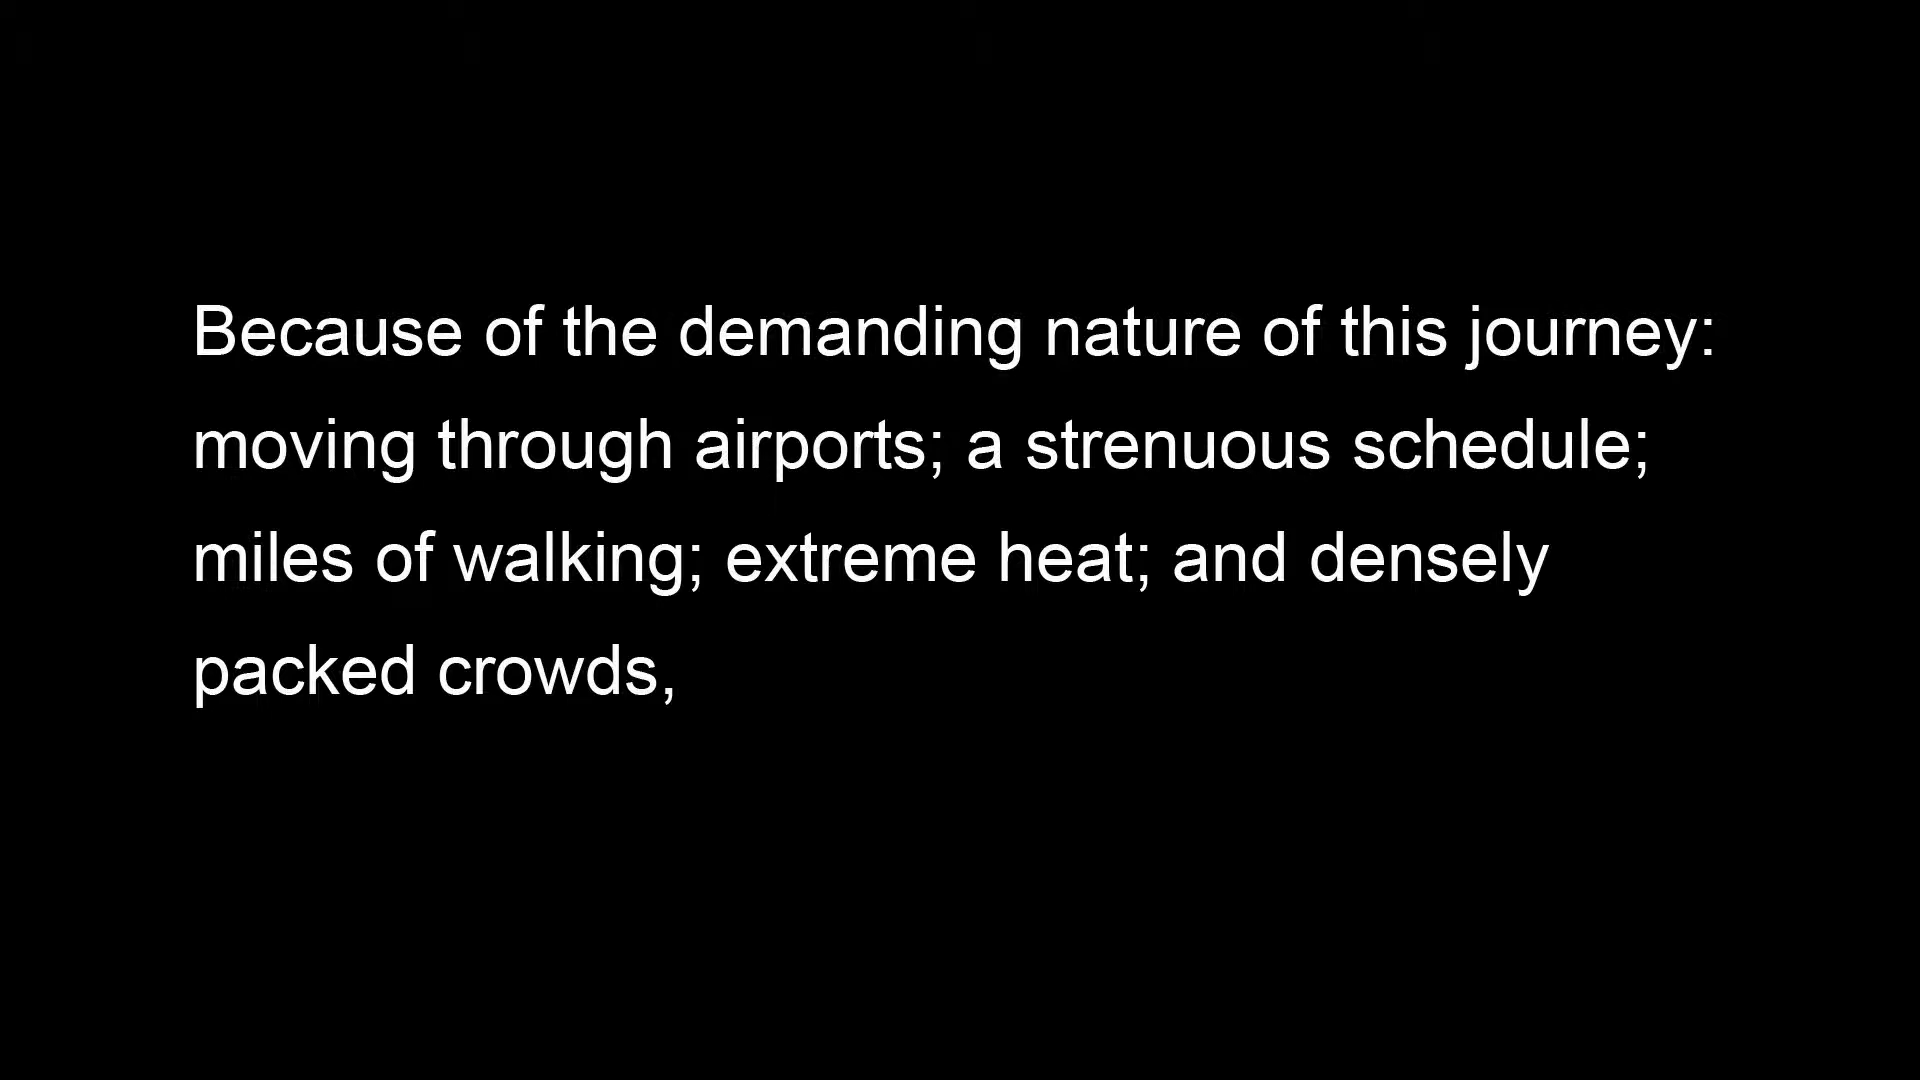 Because of the demanding nature of this journey:
moving through airports; a strenuous schedule;
miles of walking; extreme heat; and densely
packed crowds,